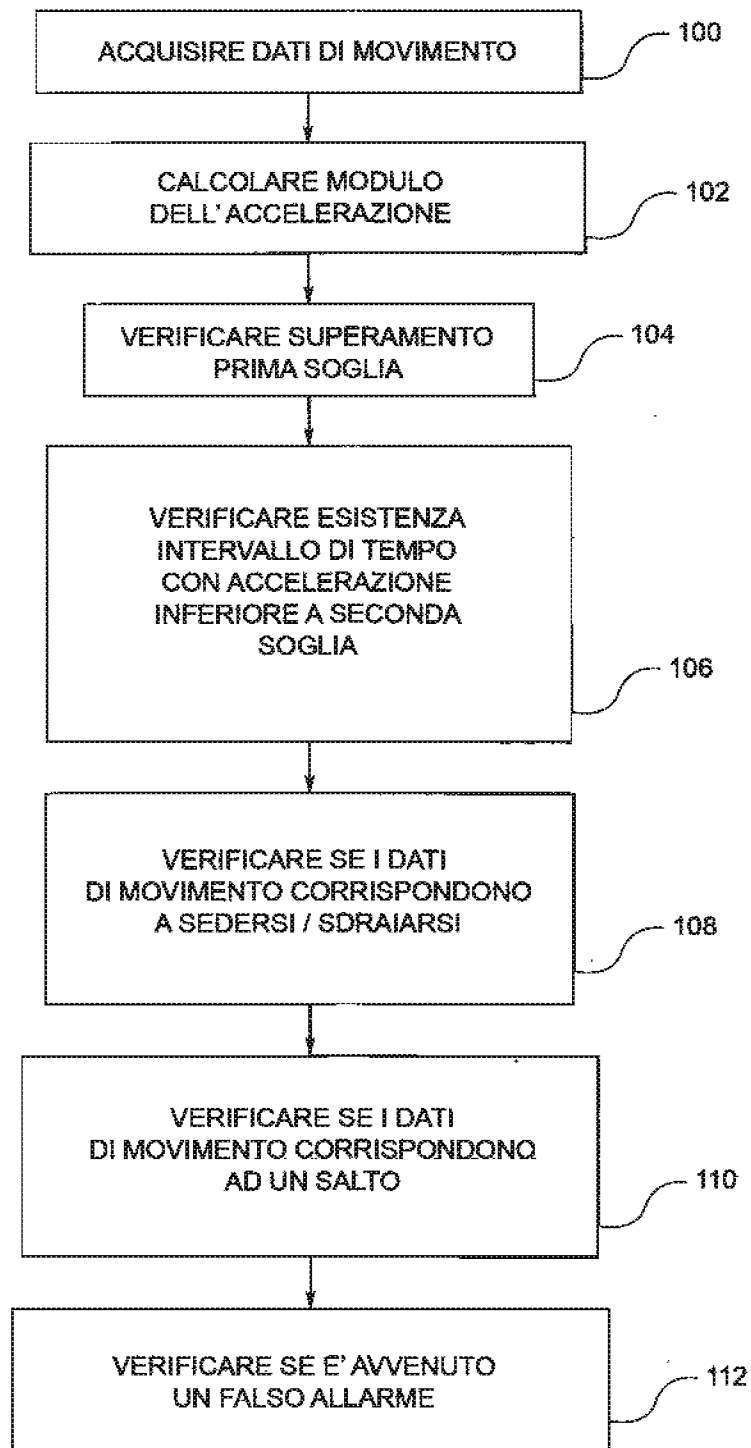 ACQUISIRE DATI DI MOVIMENTO
100
CALCOLARE MODULO
DELL'ACCELERAZIONE
102
VERIFICARE SUPERAMENTO
PRIMA SOGLIA
104
VERIFICARE ESISTENZA
INTERVALLO DI TEMPO
CON ACCELERAZIONE
INFERIORE A SECONDA
SOGLIA
106
VERIFICARE SE I DATI
DI MOVIMENTO CORRISPONDONO
A SEDERSI / SDRAIARSI
108
VERIFICARE SE I DATI
DI MOVIMENTO CORRISPONDONO
AD UN SALTO
110
VERIFICARE SE E' AVVENUTO
UN FALSO ALLARME
112